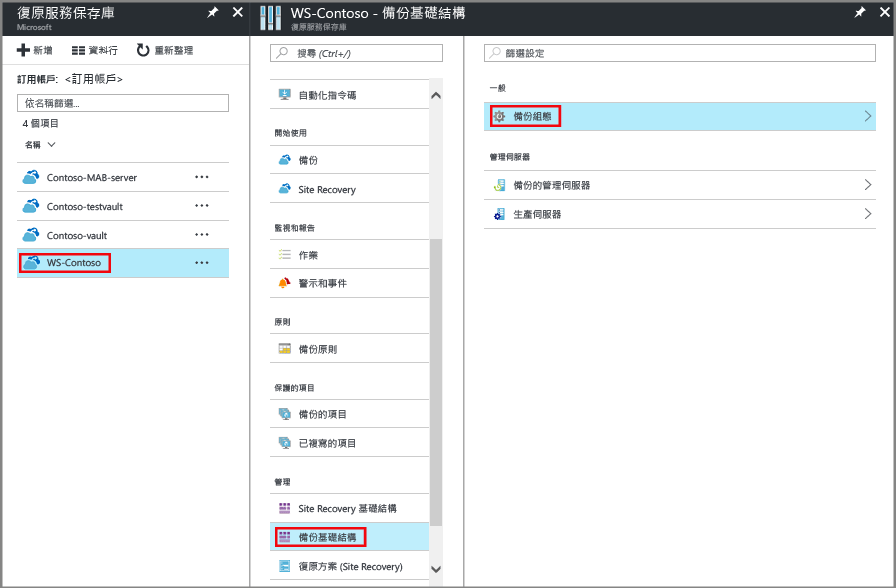 復原服務保存庫
Microsoft
新增 資料行 重新整理
訂用帳戶: <訂用帳戶>
依名稱篩選...
4 個項目
名稱
Contoso-MAB-server
Contoso-testvault
Contoso-vault
WS-Contoso
WS-Contoso - 備份基礎結構
復原服務保存庫
搜尋 (Ctrl+/)
自動化指令碼
開始使用
備份
Site Recovery
監視和報告
作業
警示和事件
原則
備份原則
保護的項目
備份的項目
已複寫的項目
管理
Site Recovery 基礎結構
備份基礎結構
復原方案 (Site Recovery)
篩選設定
一般
備份組態
管理伺服器
備份的管理伺服器
生產伺服器